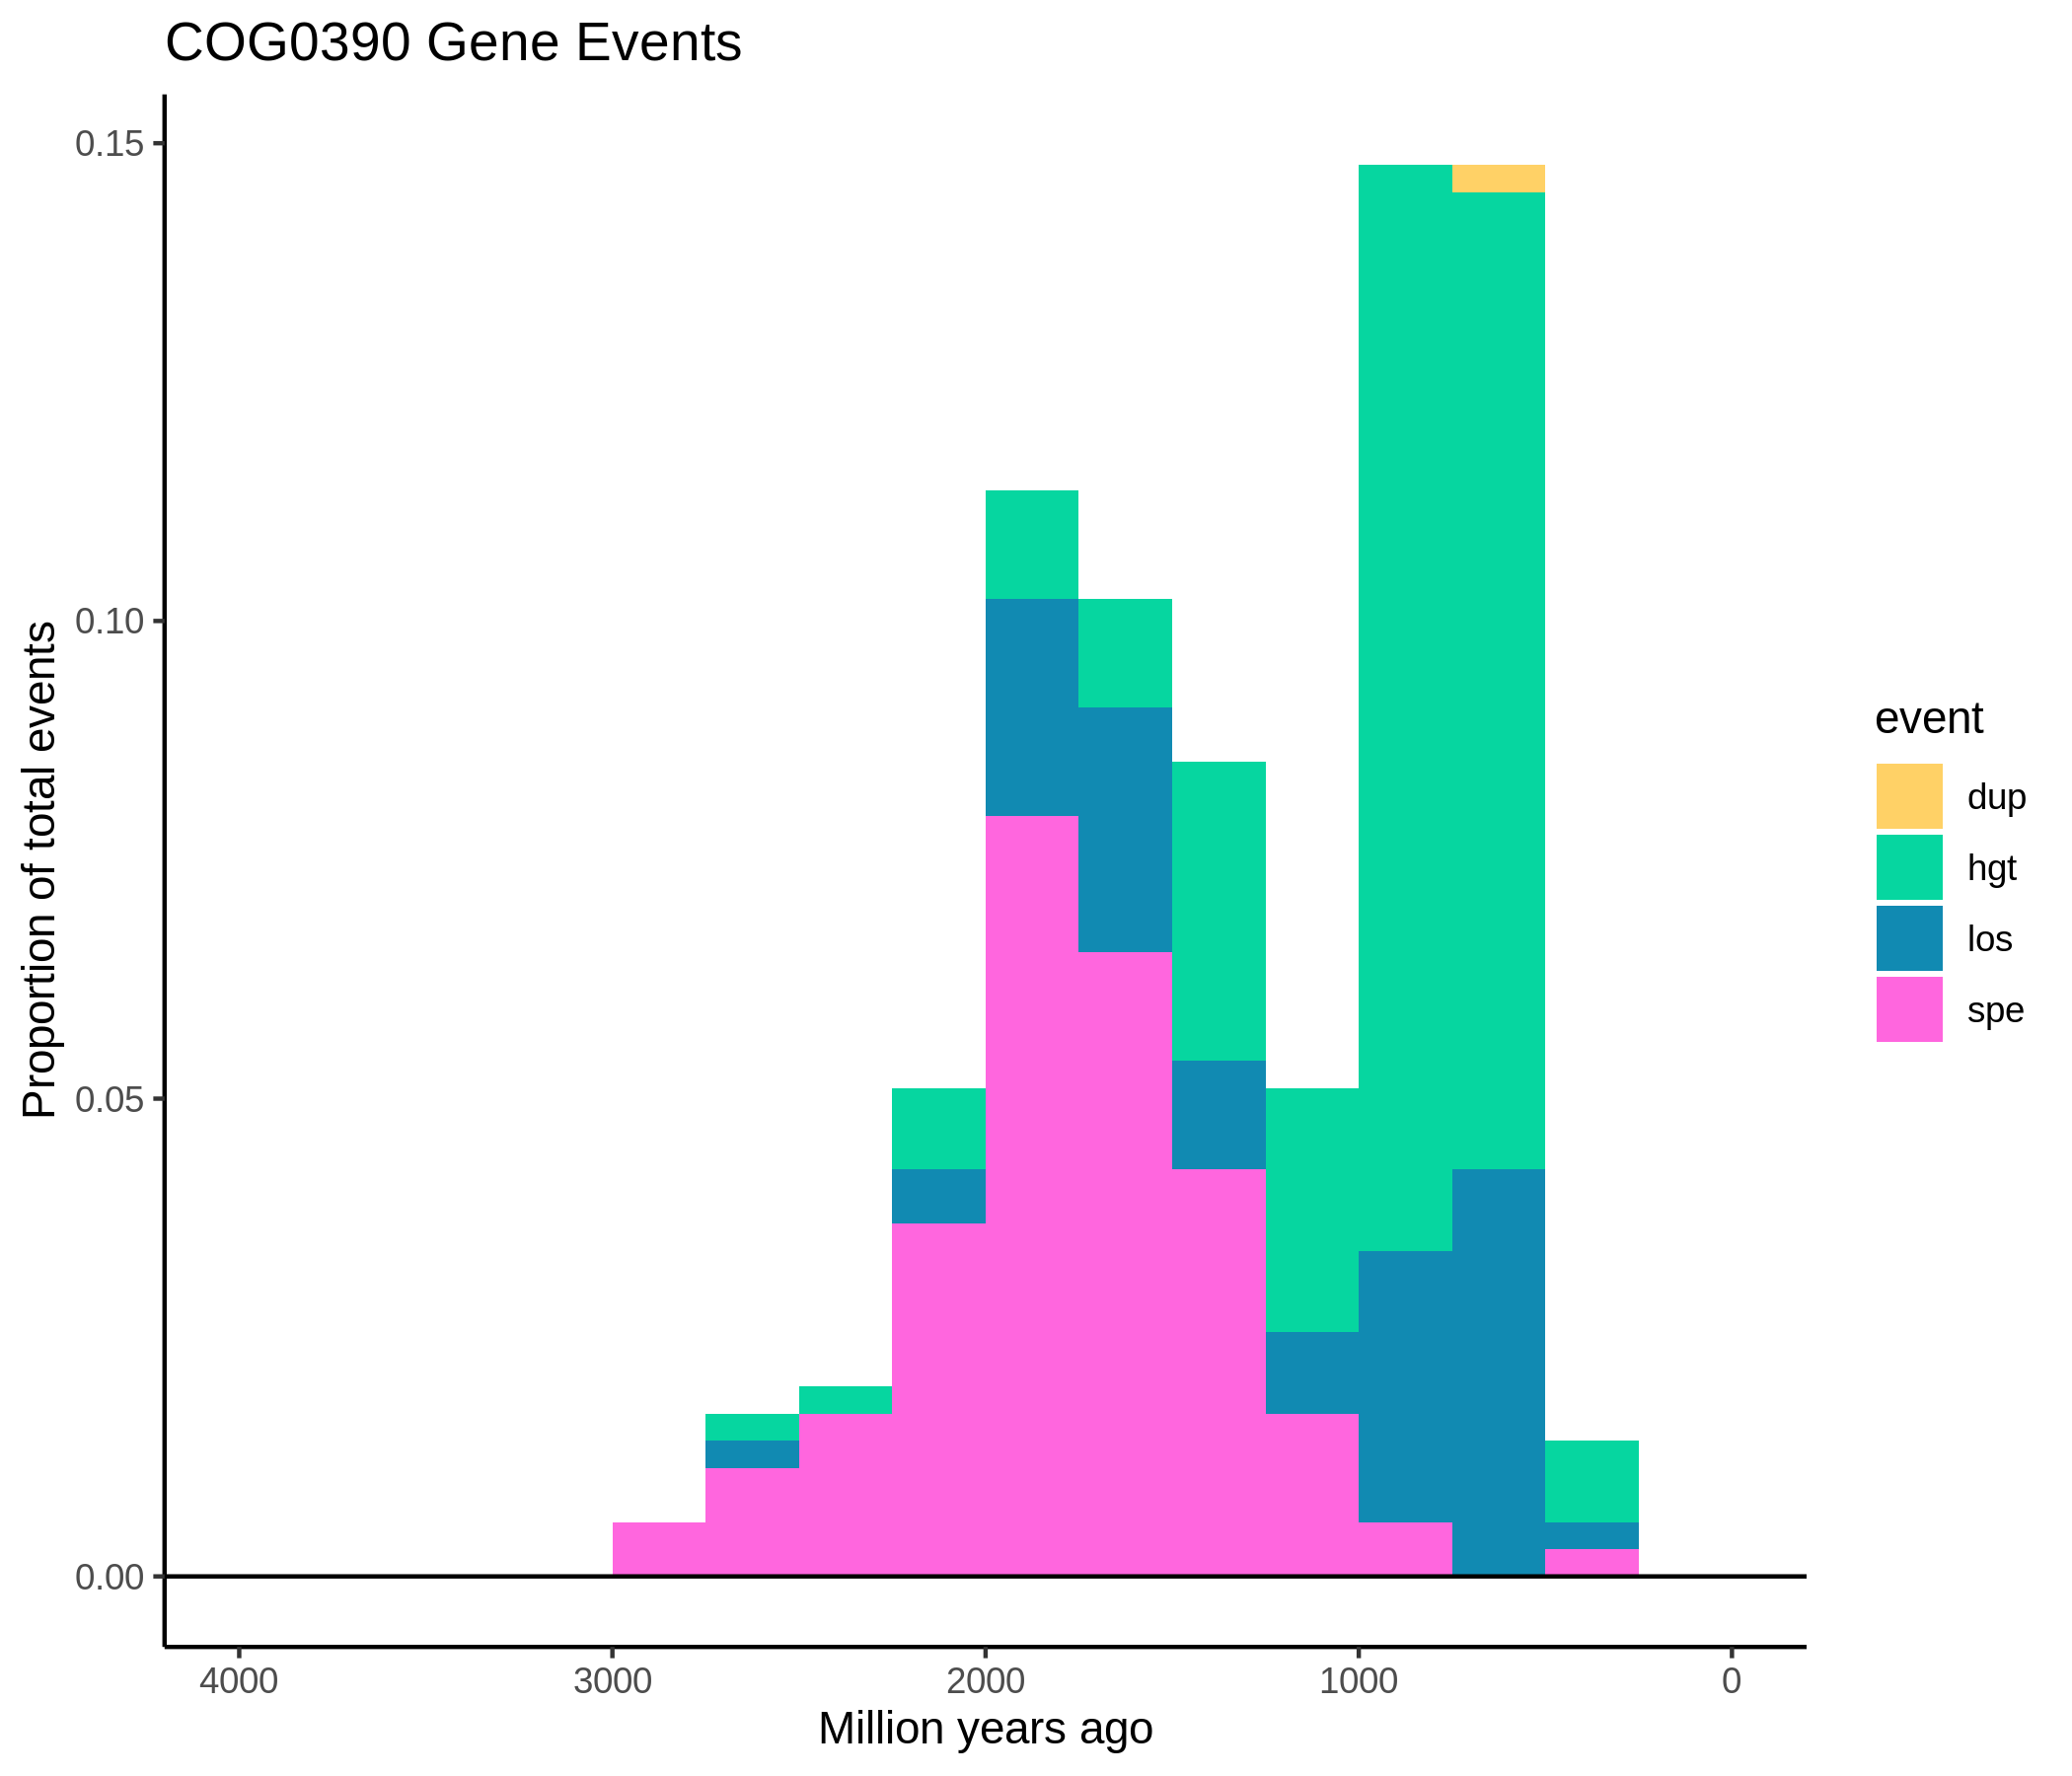 COG0390 Gene Events
Proportion of total events
0.15
0.10
0.05
0.00
4000 3000 2000 1000 0
Million years ago
event
dup
hgt
los
spe